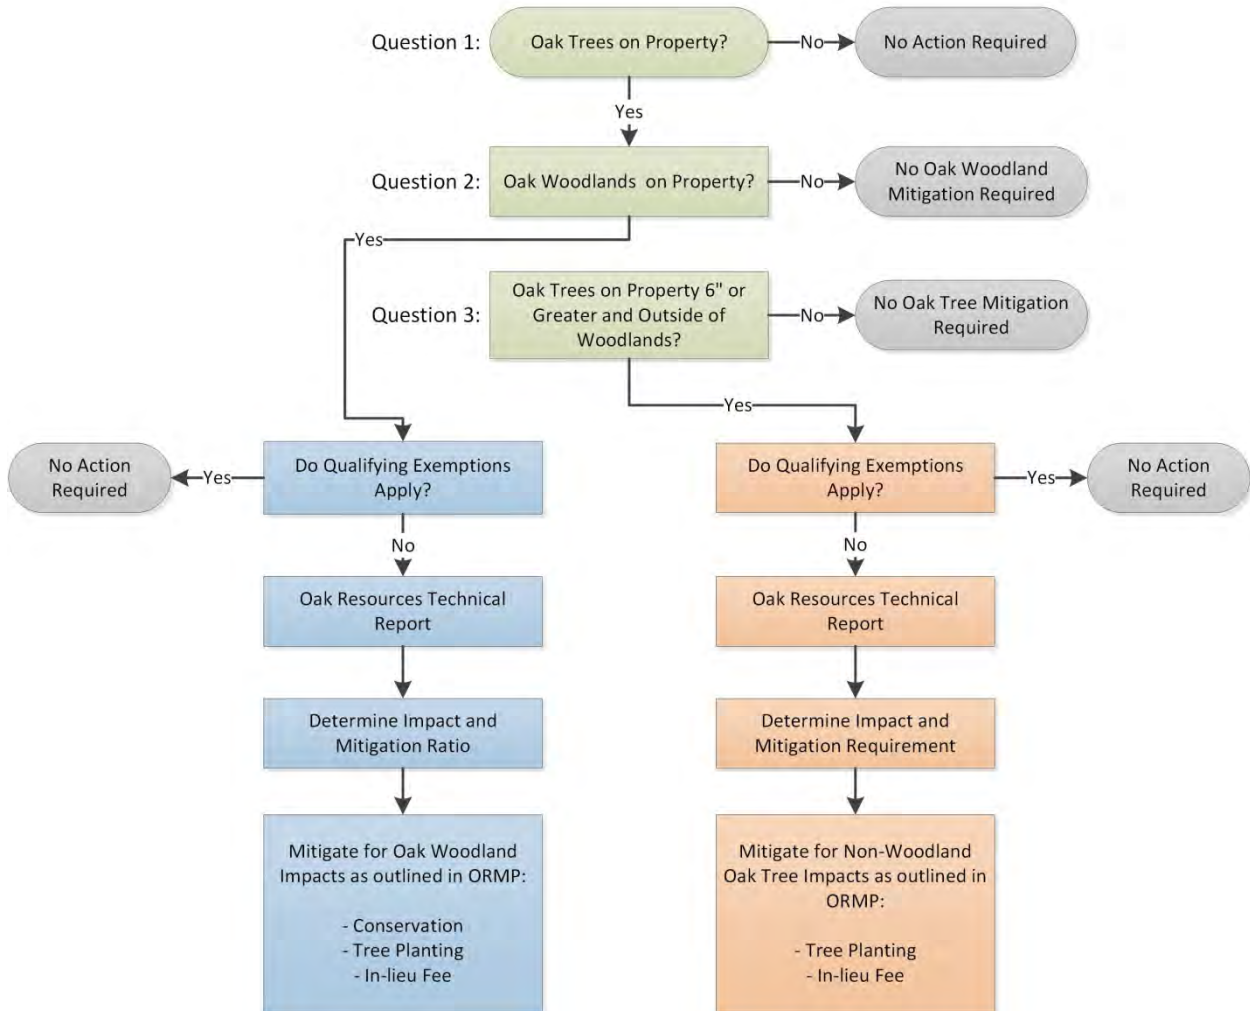 Question 1:
Oak Trees on Property?
No
No Action Required
Yes
Question 2:
Oak Woodlands on Property?
No
No Oak Woodland
Mitigation Required
Yes
Question 3:
Oak Trees on Property 6" or
Greater and Outside of
Woodlands?
No
No Oak Tree Mitigation
Required
Yes
No Action
Required
Yes
Do Qualifying Exemptions
Apply?
Do Qualifying Exemptions
Apply?
Yes
No Action
Required
No
No
Oak Resources Technical
Report
Oak Resources Technical
Report
Determine Impact and
Mitigation Ratio
Determine Impact and
Mitigation Requirement
Mitigate for Oak Woodland
Impacts as outlined in ORMP:
- Conservation
- Tree Planting
- In-lieu Fee
Mitigate for Non-Woodland
Oak Tree Impacts as outlined in
ORMP:
- Tree Planting
- In-lieu Fee